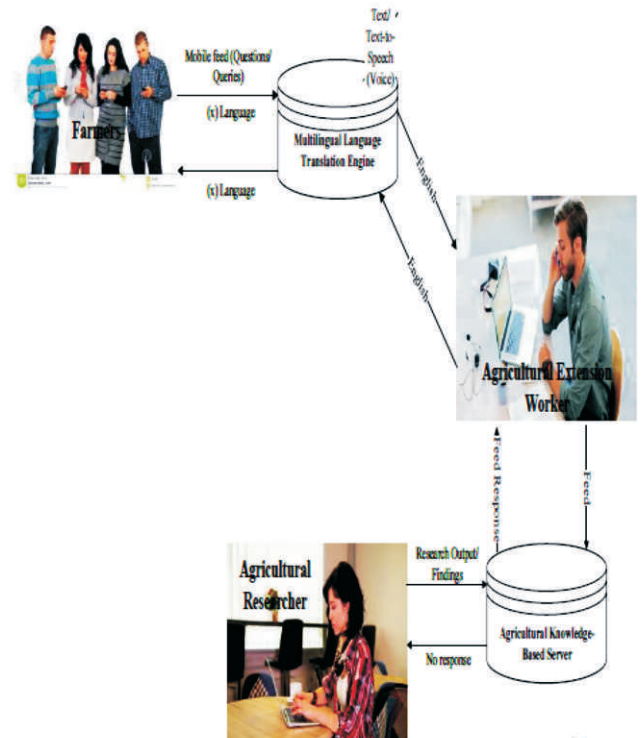 Text/
Text-to-
Speech
(Voice)
Mobile feed (Questions/
Queries)
(x) Language
Farmers
Multilingual Language
Translation Engine
(x) Language
English
English
Agricultural Extension
Worker
Feed Response
Feed
Agricultural
Researcher
Research Output/
Findings
Agricultural Knowledge-
Based Server
No response